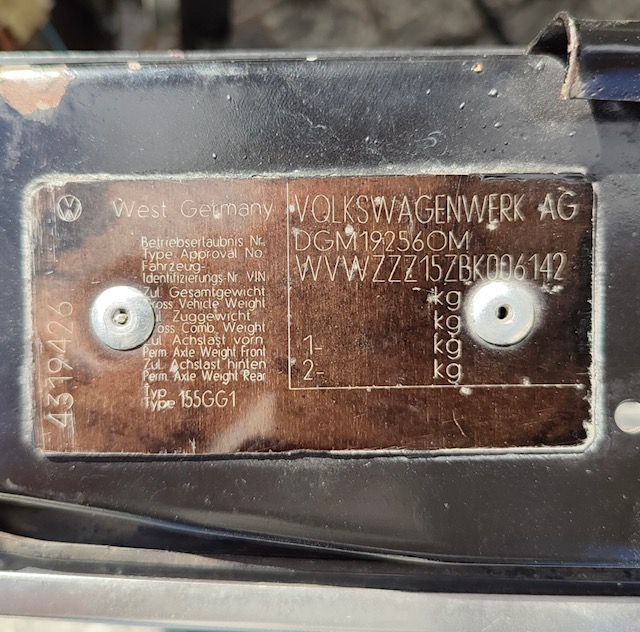 West Germany
VOLKSWAGENWERK AG
Betriebserlaubnis Nr.
Type Approval No.
DGM192560M
Fahrzeug-
Identifizierungs-Nr VIN
WVWZZZ15ZBK006142
Zul. Gesamtgewicht
Gross Vehicle Weight
kg
Zul. Zuggewicht
Gross Comb. Weight
kg
Zul. Achslast vorn
Perm. Axle Weight Front
1- kg
Zul. Achslast hinten
Perm. Axle Weight Rear
2- kg
Typ
Type 155GG1
4319426